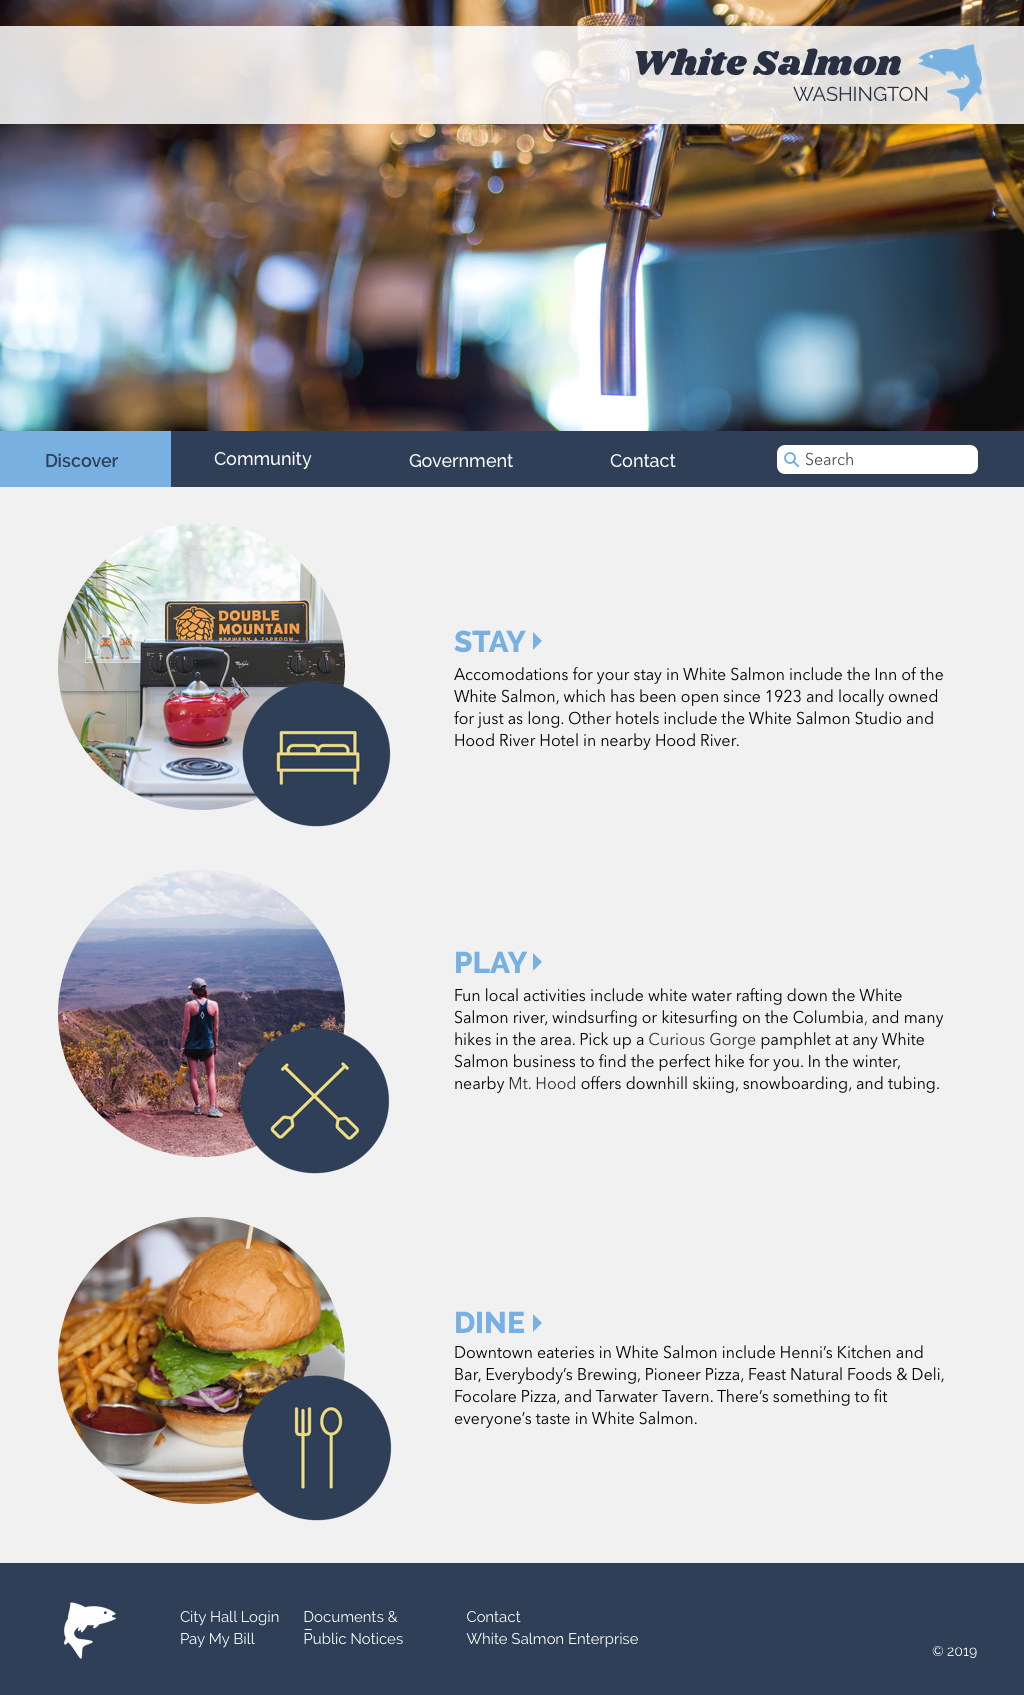 White Salmon
WASHINGTON
Discover
Community
Government
Contact
Search
DOUBLE
MOUNTAIN
BREWERY & TAPROOM
STAY
Accomodations for your stay in White Salmon include the Inn of the
White Salmon, which has been open since 1923 and locally owned
for just as long. Other hotels include the White Salmon Studio and
Hood River Hotel in nearby Hood River.
PLAY
Fun local activities include white water rafting down the White
Salmon river, windsurfing or kitesurfing on the Columbia, and many
hikes in the area. Pick up a Curious Gorge pamphlet at any White
Salmon business to find the perfect hike for you. In the winter,
nearby Mt. Hood offers downhill skiing, snowboarding, and tubing.
DINE
Downtown eateries in White Salmon include Henni’s Kitchen and
Bar, Everybody’s Brewing, Pioneer Pizza, Feast Natural Foods & Deli,
Focolare Pizza, and Tarwater Tavern. There’s something to fit
everyone’s taste in White Salmon.
City Hall Login
Pay My Bill
Documents &
Public Notices
Contact
White Salmon Enterprise
© 2019